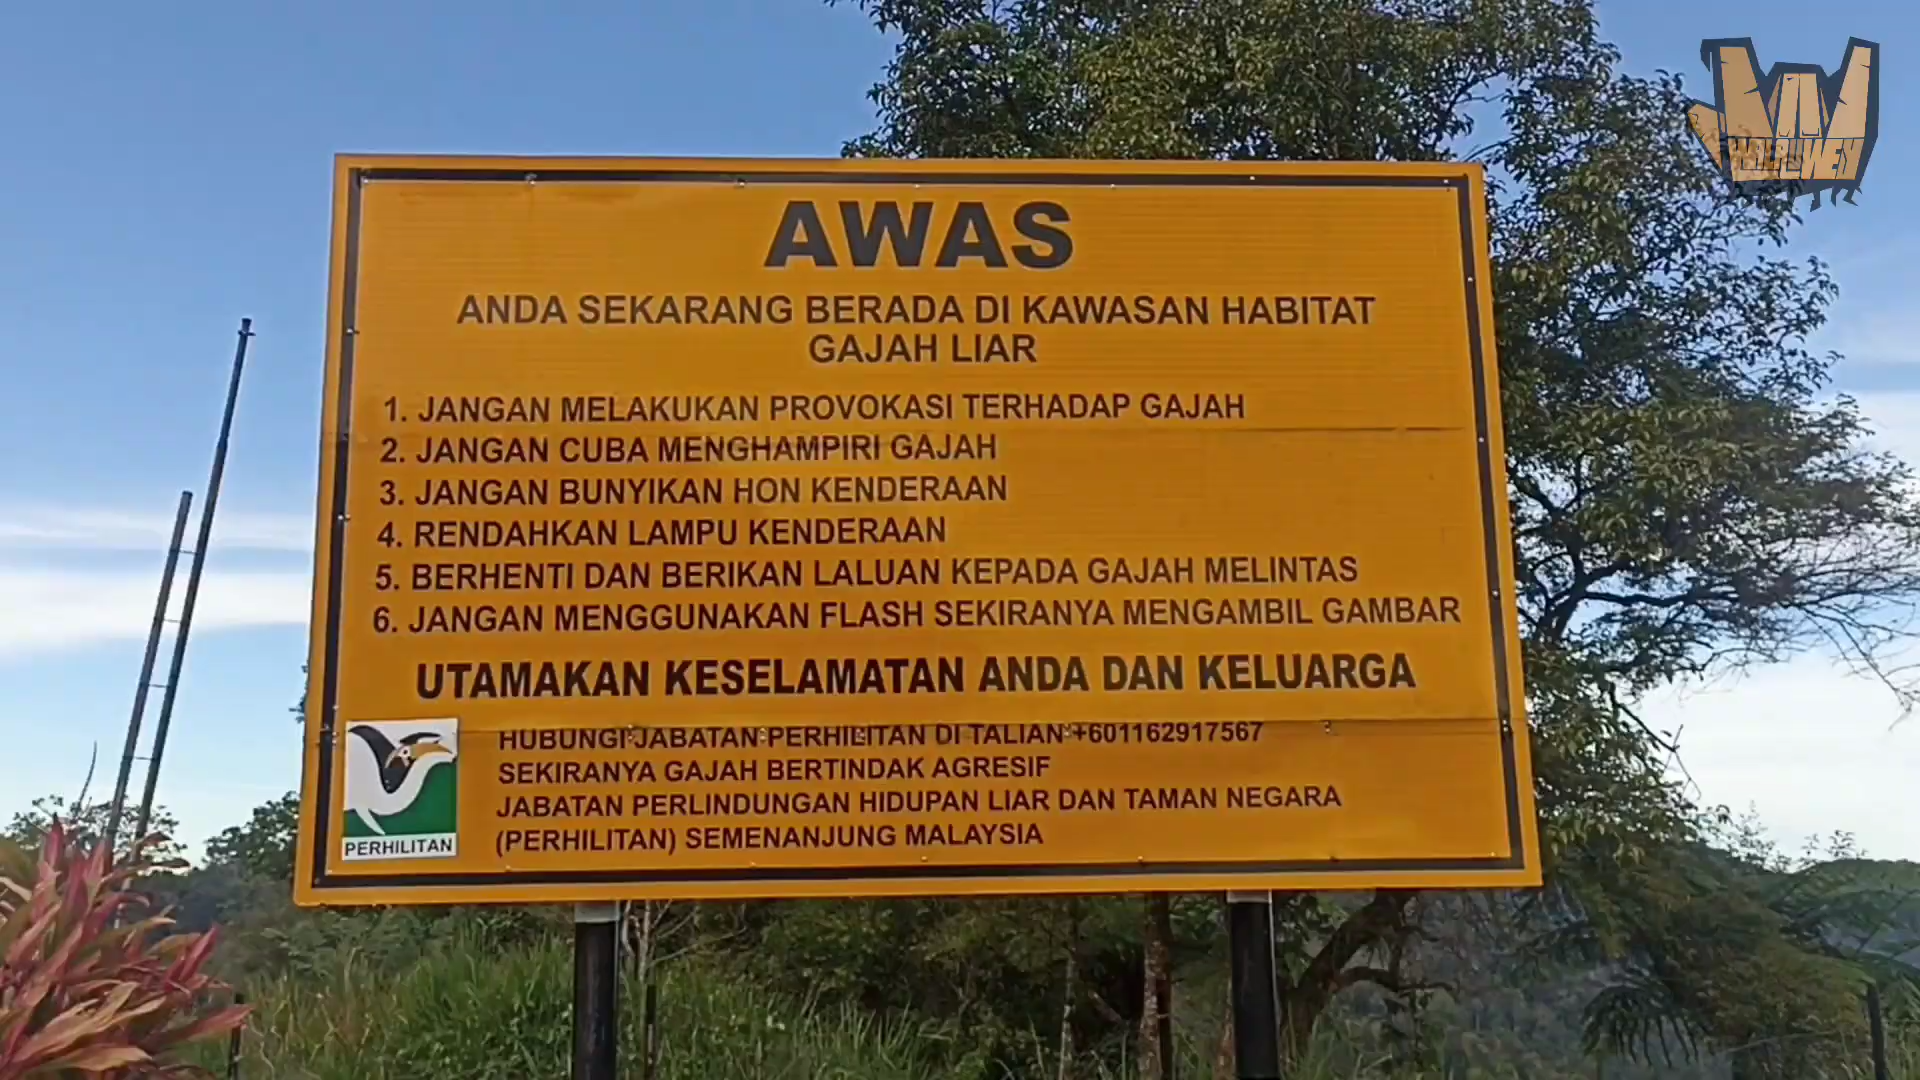 AWAS
ANDA SEKARANG BERADA DI KAWASAN HABITAT
GAJAH LIAR
1. JANGAN MELAKUKAN PROVOKASI TERHADAP GAJAH
2. JANGAN CUBA MENGHAMPIRI GAJAH
3. JANGAN BUNYIKAN HON KENDERAAN
4. RENDAHKAN LAMPU KENDERAAN
5. BERHENTI DAN BERIKAN LALUAN KEPADA GAJAH MELINTAS
6. JANGAN MENGGUNAKAN FLASH SEKIRANYA MENGAMBIL GAMBAR
UTAMAKAN KESELAMATAN ANDA DAN KELUARGA
HUBUNGI JABATAN PERHILITAN DI TALIAN +601162917567
SEKIRANYA GAJAH BERTINDAK AGRESIF
JABATAN PERLINDUNGAN HIDUPAN LIAR DAN TAMAN NEGARA
(PERHILITAN) SEMENANJUNG MALAYSIA
PERHILITAN